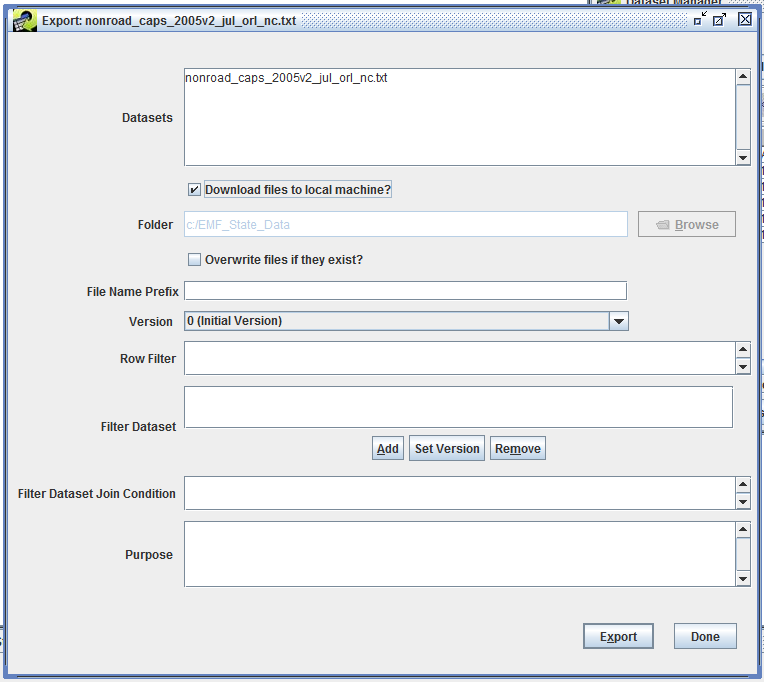 Dataset Manager
Export: nonroad_caps_2005v2_jul_orl_nc.txt
Datasets
nonroad_caps_2005v2_jul_orl_nc.txt
Download files to local machine?
Folder
c:/EMF_State_Data
Browse
Overwrite files if they exist?
File Name Prefix
Version
0 (Initial Version)
Row Filter
Filter Dataset
Add
Set Version
Remove
Filter Dataset Join Condition
Purpose
Export
Done